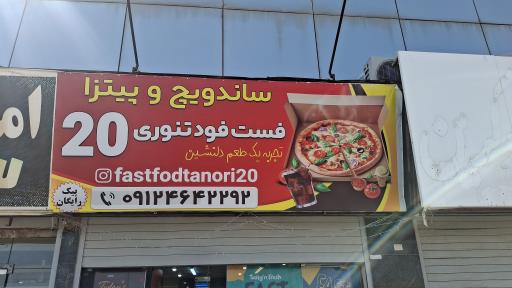 ساندویچ و پیتزا
فست فود تنوری 20
تجربه یک طعم دلنشین
fastfodtanori20
۰۹۱۲۴۶۴۲۲۹۲
پیک
رایگان